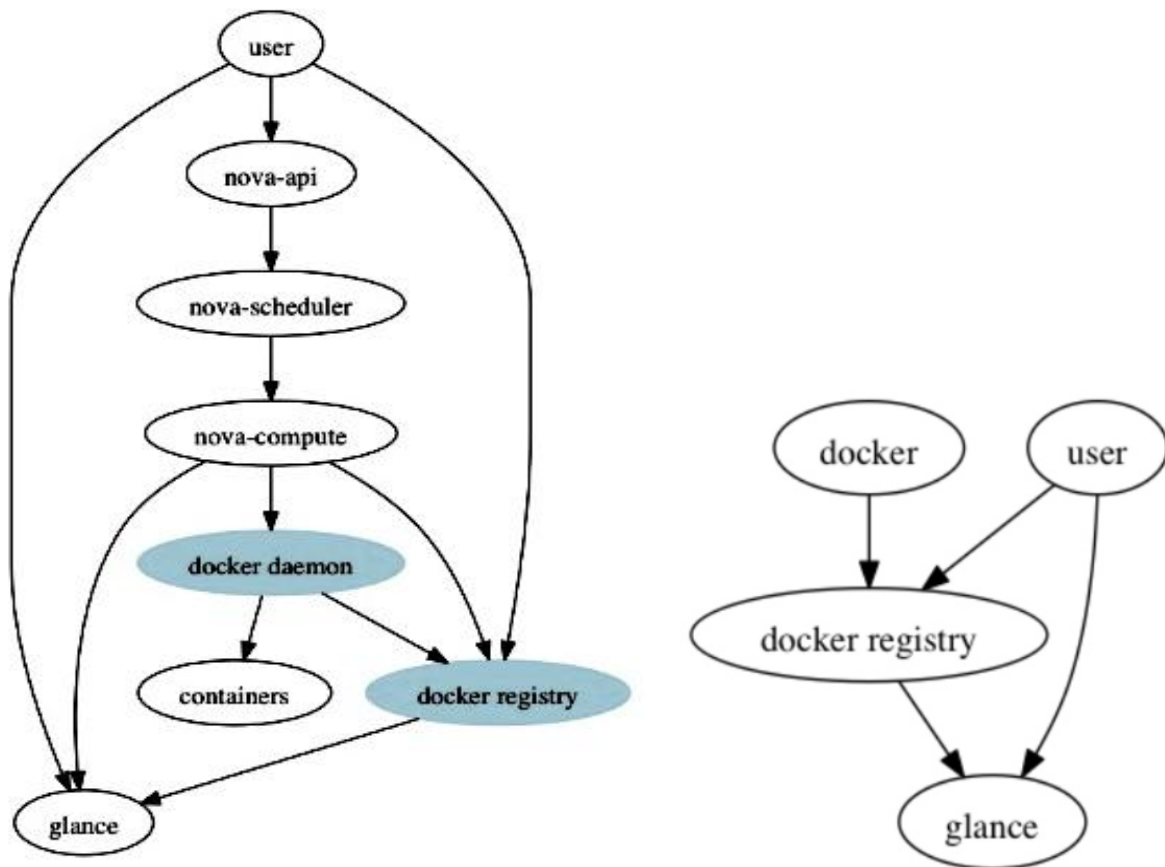 user
nova-api
nova-scheduler
nova-compute
docker daemon
containers
docker registry
glance
docker
user
docker registry
glance